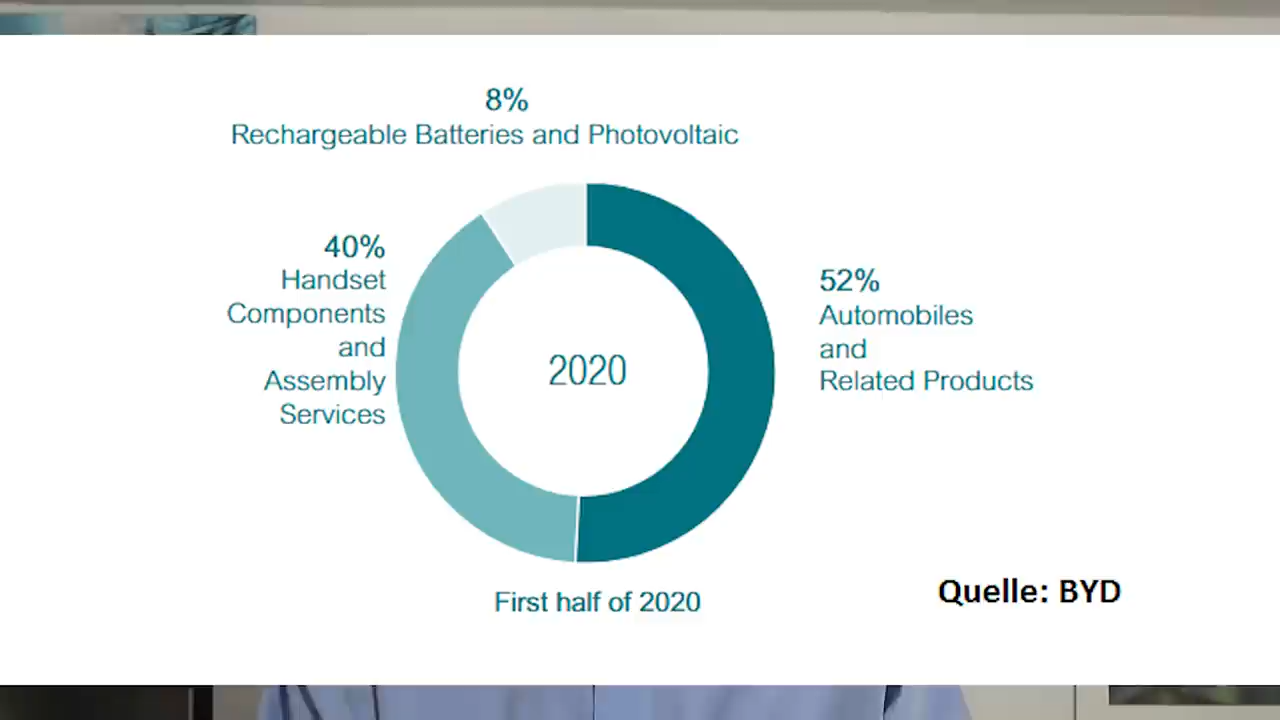 8%
Rechargeable Batteries and Photovoltaic
40%
Handset
Components
and
Assembly
Services
2020
52%
Automobiles
and
Related Products
First half of 2020
Quelle: BYD